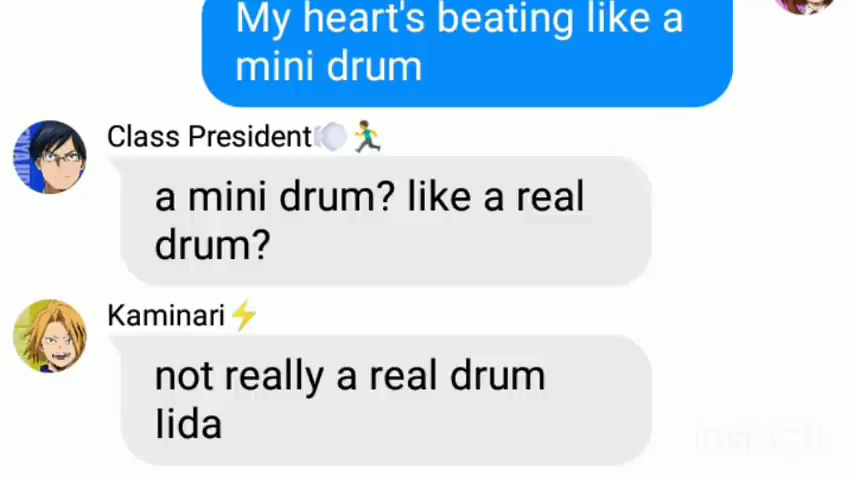 My heart's beating like a
mini drum
Class President💨🏃‍♂️
a mini drum? like a real
drum?
Kaminari⚡
not really a real drum
Iida